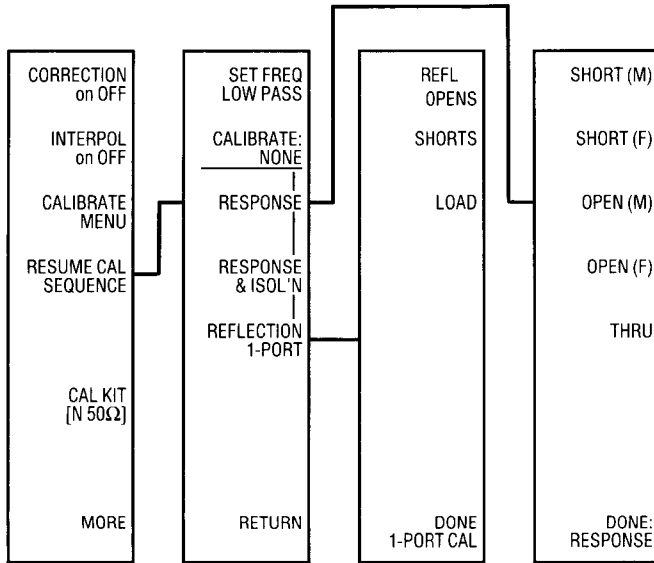 CORRECTION
on OFF
INTERPOL
on OFF
CALIBRATE
MENU
RESUME CAL
SEQUENCE
CAL KIT
[N 50Ω]
MORE
SET FREQ
LOW PASS
CALIBRATE:
NONE
RESPONSE
RESPONSE
& ISOL'N
REFLECTION
1-PORT
RETURN
REFL
OPENS
SHORTS
LOAD
DONE
1-PORT CAL
SHORT (M)
SHORT (F)
OPEN (M)
OPEN (F)
THRU
DONE:
RESPONSE